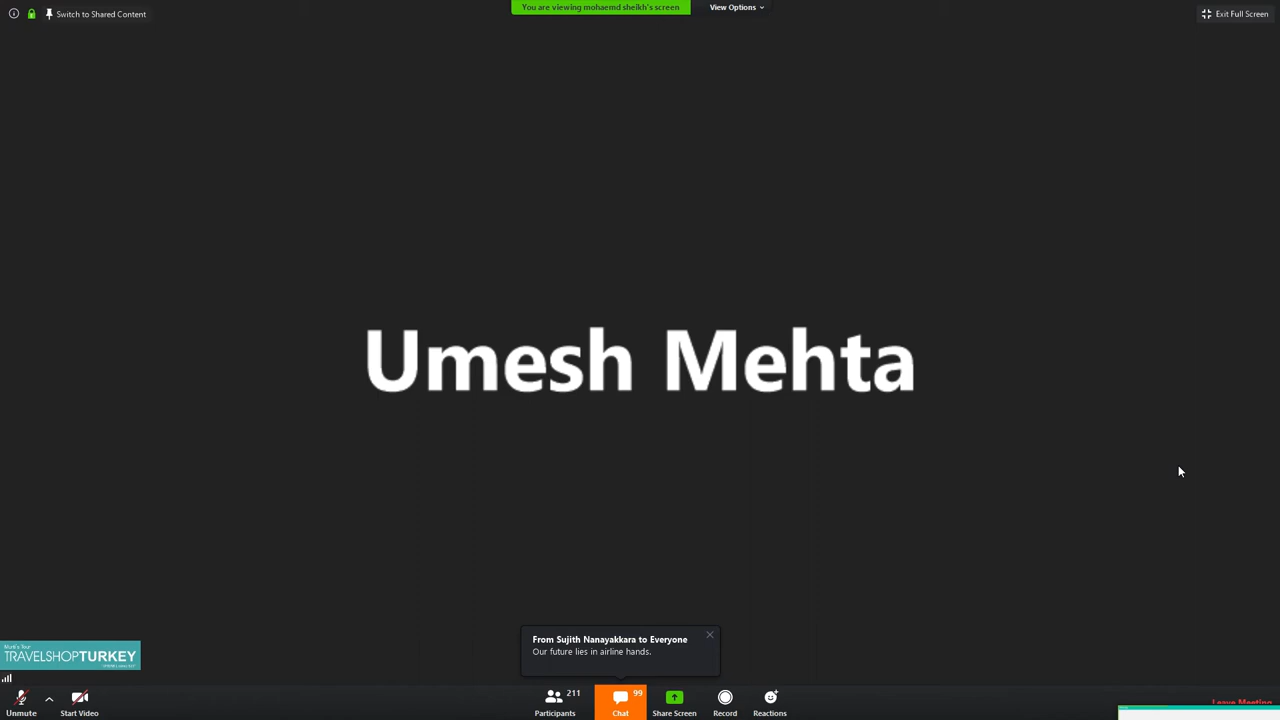 Switch to Shared Content
You are viewing mohaemd sheikh's screen
View Options
Exit Full Screen
Umesh Mehta
TRAVELSHOPTURKEY
From Sujith Nanayakkara to Everyone
Our future lies in airline hands.
Unmute
Start Video
211
Participants
99
Chat
Share Screen
Record
Reactions
Leave Meeting